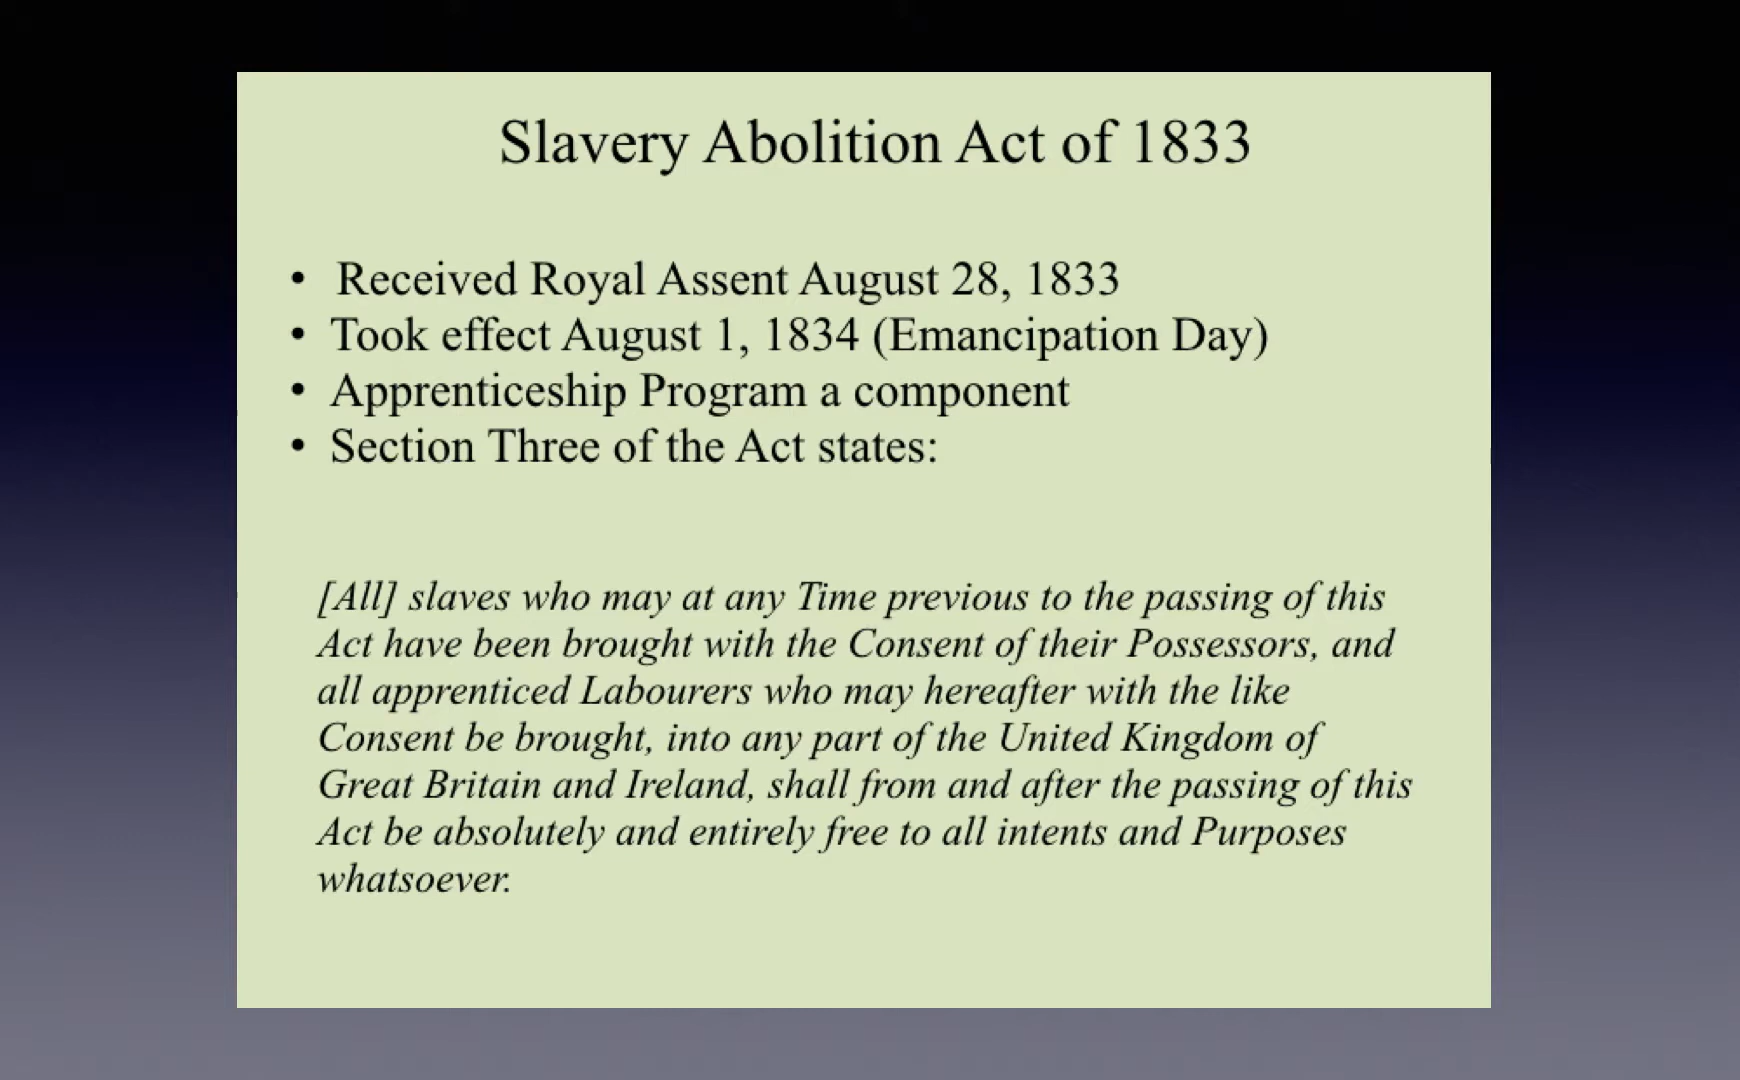 Slavery Abolition Act of 1833
• Received Royal Assent August 28, 1833
• Took effect August 1, 1834 (Emancipation Day)
• Apprenticeship Program a component
• Section Three of the Act states:
[All] slaves who may at any Time previous to the passing of this
Act have been brought with the Consent of their Possessors, and
all apprenticed Labourers who may hereafter with the like
Consent be brought, into any part of the United Kingdom of
Great Britain and Ireland, shall from and after the passing of this
Act be absolutely and entirely free to all intents and Purposes
whatsoever.